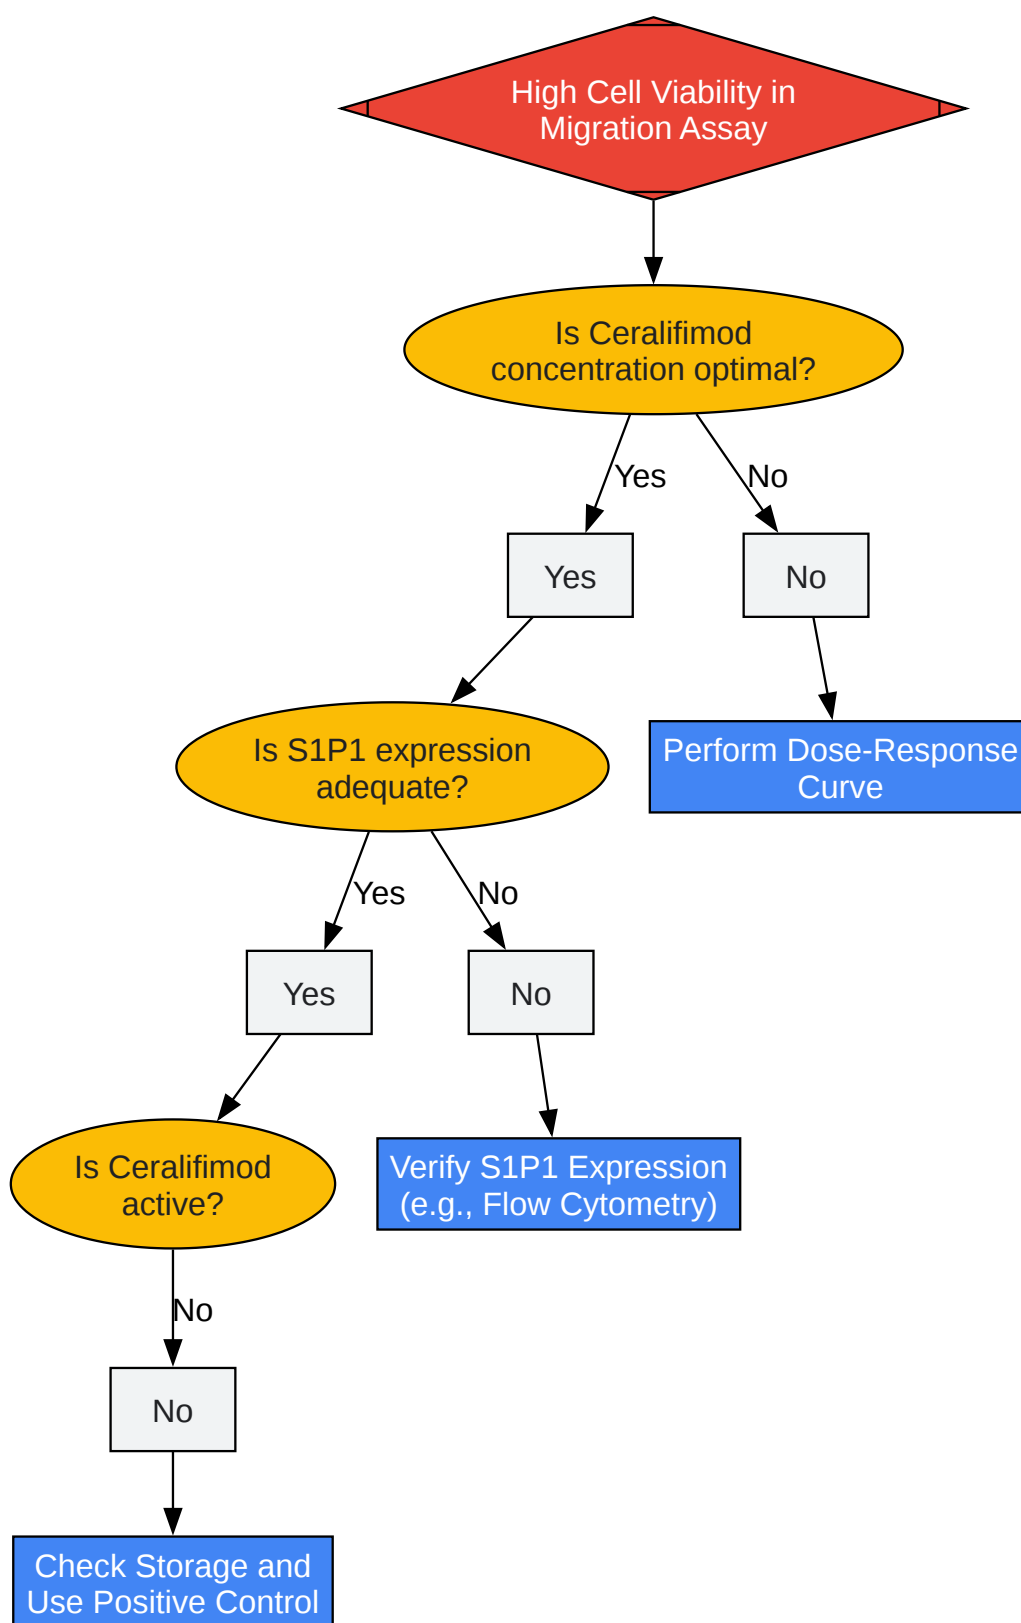 High Cell Viability in
Migration Assay
Is Ceralifimod
concentration optimal?
Yes
No
Yes
No
Is S1P1 expression
adequate?
Perform Dose-Response
Curve
Yes
No
Yes
No
Is Ceralifimod
active?
Verify S1P1 Expression
(e.g., Flow Cytometry)
No
No
Check Storage and
Use Positive Control